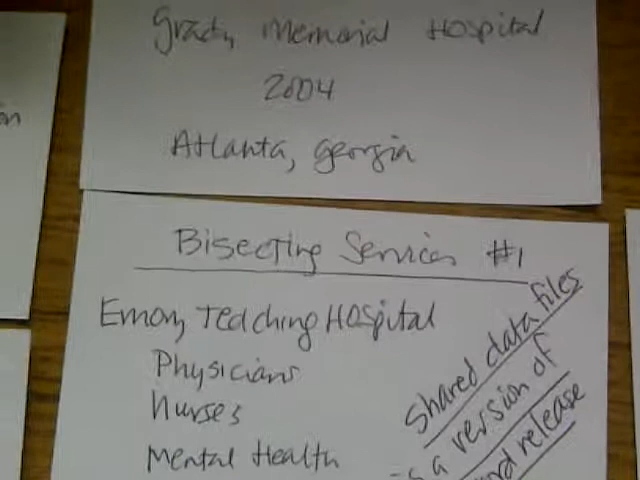 Grady Memorial Hospital
2004
Atlanta, Georgia
on
Bisecting Services #1
Emory Teaching Hospital
Physicians
Nurses
Mental Health
Shared data files
a version of
release